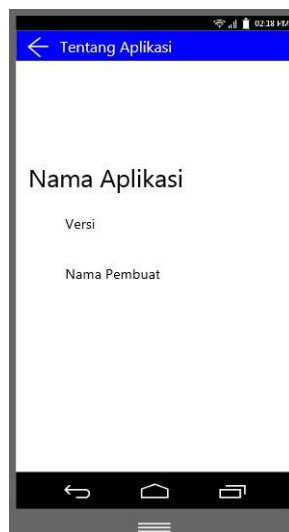 02:18 PM
Tentang Aplikasi
Nama Aplikasi
Versi
Nama Pembuat